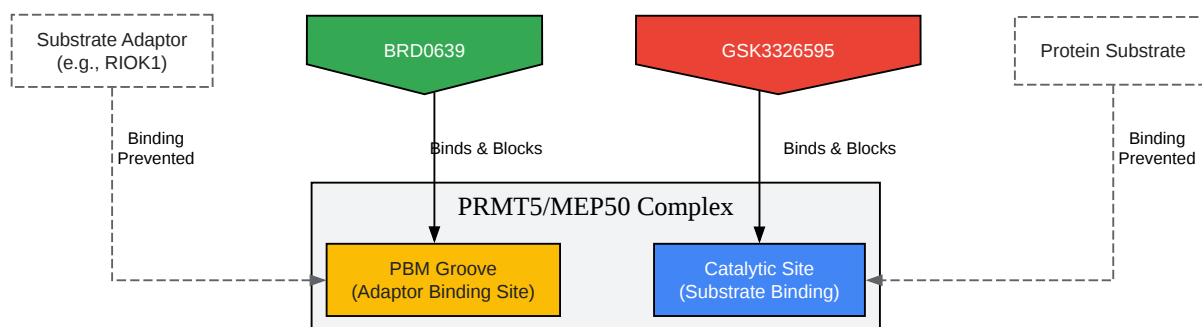 Substrate Adaptor
(e.g., RIOK1)
BRD0639
GSK3326595
Protein Substrate
Binding
Prevented
Binds & Blocks
Binds & Blocks
Binding
Prevented
PRMT5/MEP50 Complex
PBM Groove
(Adaptor Binding Site)
Catalytic Site
(Substrate Binding)